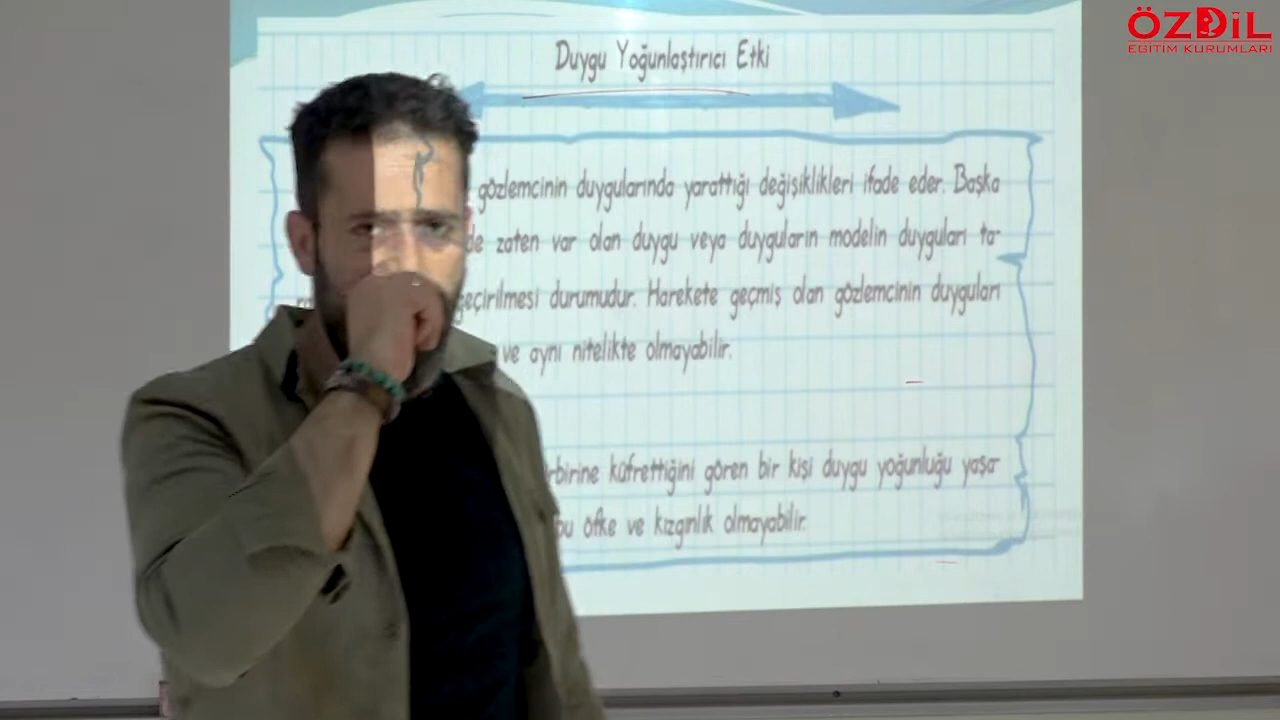 ÖZDİL
EĞİTİM KURUMLARI
Duygu Yoğunlaştırıcı Etki
gözlemcinin duygularında yarattığı değişiklikleri ifade eder. Başka
zaten var olan duygu veya duyguların modelin duyguları ta-
geçirilmesi durumudur. Harekete geçmiş olan gözlemcinin duyguları
ve aynı nitelikte olmayabilir.
küfrettiğini gören bir kişi duygu yoğunluğu yaşa-
bu öfke ve kızgınlık olmayabilir.